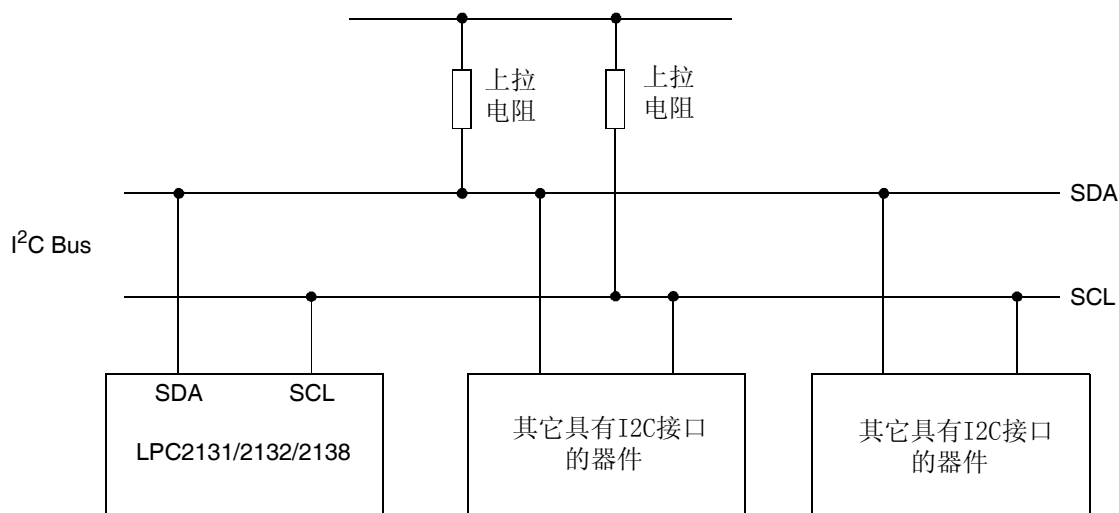 上拉
电阻
上拉
电阻
SDA
I²C Bus
SCL
SDA SCL
LPC2131/2132/2138
其它具有I2C接口
的器件
其它具有I2C接口
的器件